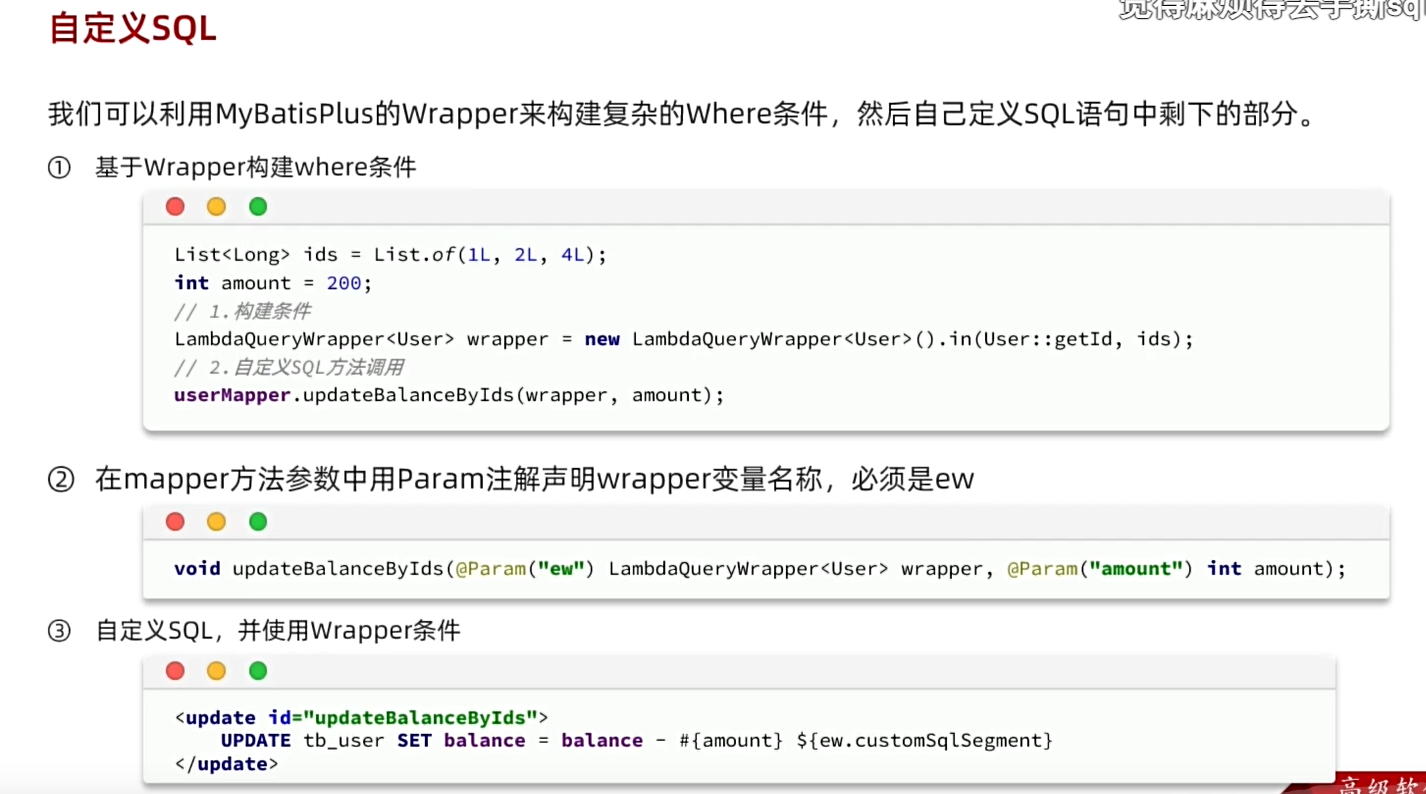 自定义SQL
觉得麻烦得去手撕sq
我们可以利用MyBatisPlus的Wrapper来构建复杂的Where条件，然后自己定义SQL语句中剩下的部分。
① 基于Wrapper构建where条件
List<Long> ids = List.of(1L, 2L, 4L);
int amount = 200;
// 1.构建条件
LambdaQueryWrapper<User> wrapper = new LambdaQueryWrapper<User>().in(User::getId, ids);
// 2.自定义SQL方法调用
userMapper.updateBalanceByIds(wrapper, amount);
② 在mapper方法参数中用Param注解声明wrapper变量名称，必须是ew
void updateBalanceByIds(@Param("ew") LambdaQueryWrapper<User> wrapper, @Param("amount") int amount);
③ 自定义SQL，并使用Wrapper条件
<update id="updateBalanceByIds">
UPDATE tb_user SET balance = balance - #{amount} ${ew.customSqlSegment}
</update>
高级软